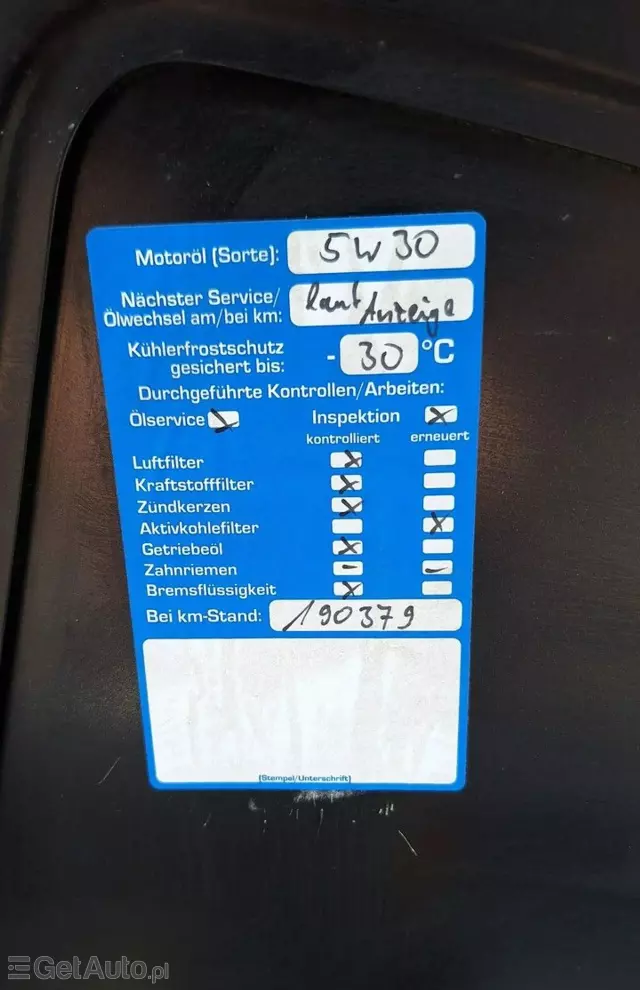 Motoröl (Sorte): 5W30
Nächster Service/
Ölwechsel am/bei km: laut Anzeige
Kühlerfrostschutz
gesichert bis: -30 °C
Durchgeführte Kontrollen/Arbeiten:
Ölservice Inspektion
kontrolliert erneuert
Luftfilter
Kraftstofffilter
Zündkerzen
Aktivkohlefilter
Getriebeöl
Zahnriemen
Bremsflüssigkeit
Bei km-Stand: 190379
(Stempel/Unterschrift)
GetAuto.pl